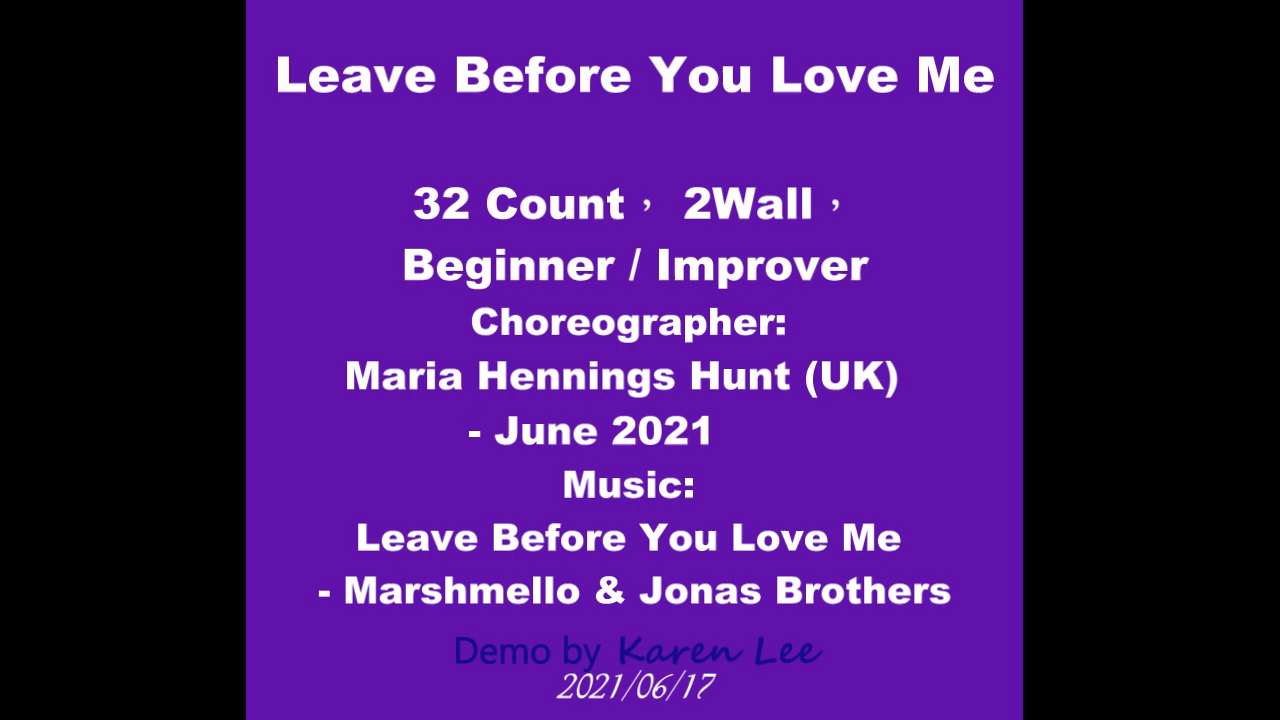 Leave Before You Love Me
32 Count， 2Wall，
Beginner / Improver
Choreographer:
Maria Hennings Hunt (UK)
- June 2021
Music:
Leave Before You Love Me
- Marshmello & Jonas Brothers
Demo by Karen Lee
2021/06/17